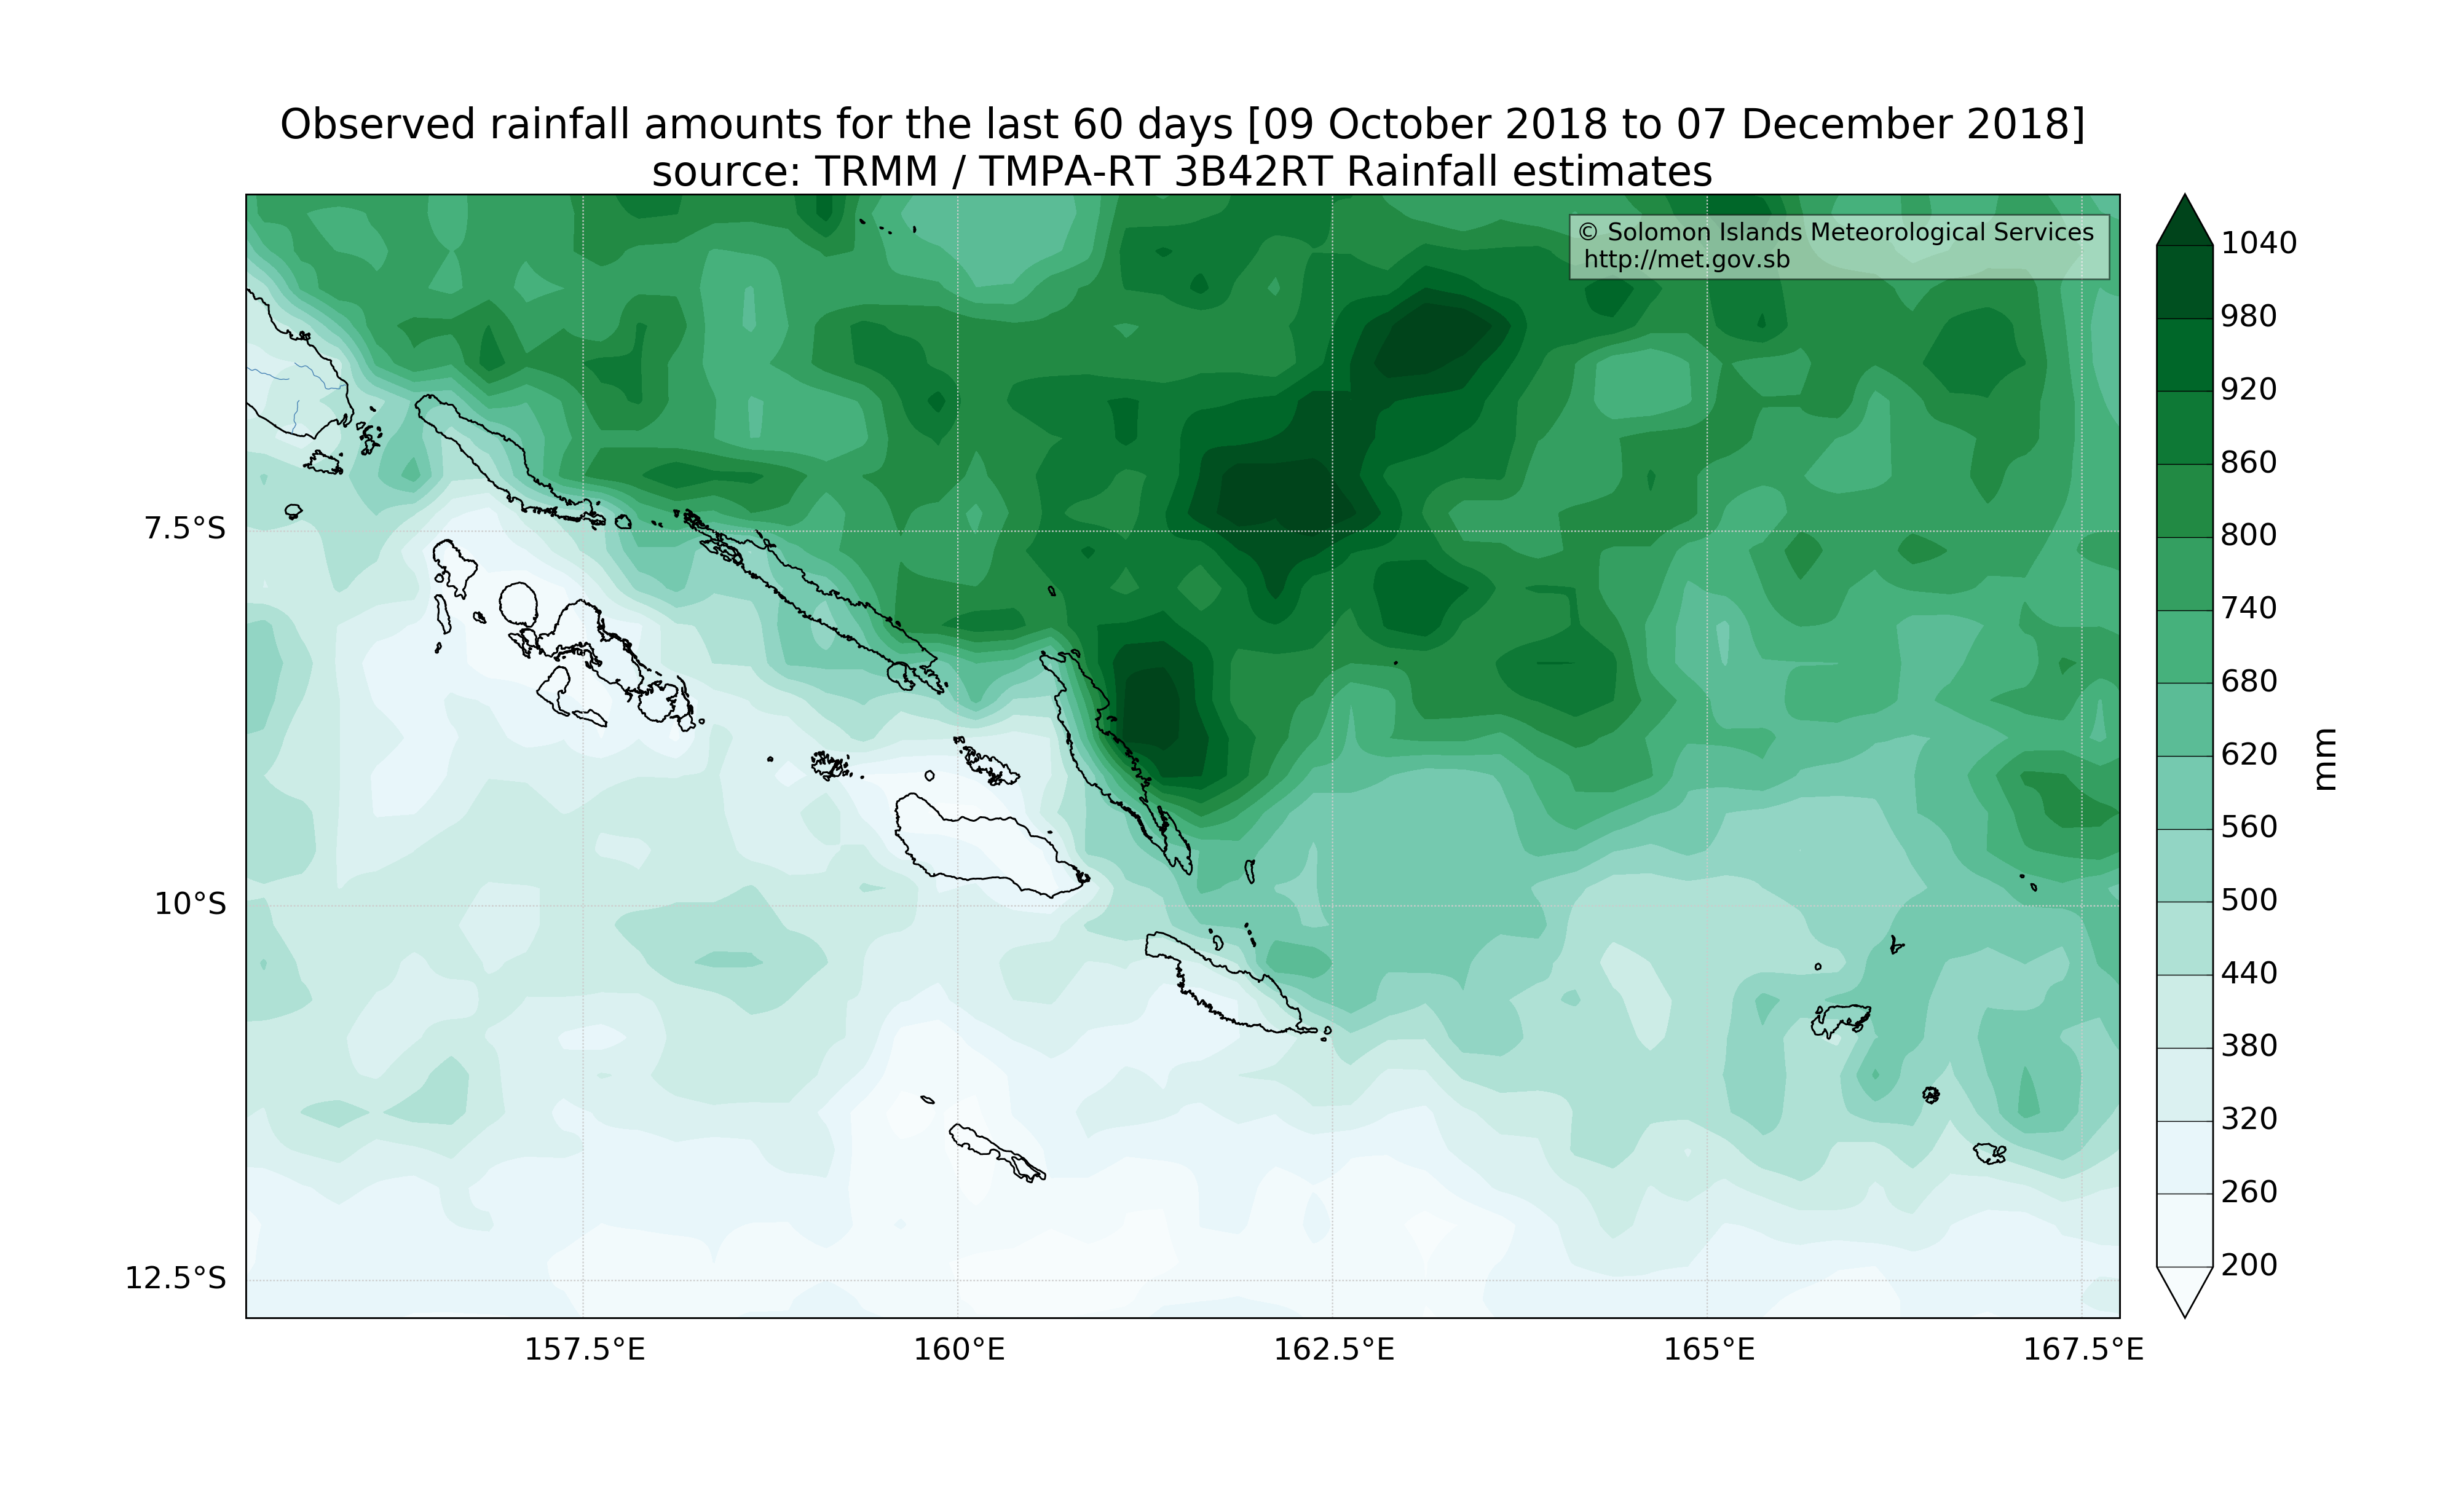 Observed rainfall amounts for the last 60 days [09 October 2018 to 07 December 2018]
source: TRMM / TMPA-RT 3B42RT Rainfall estimates
© Solomon Islands Meteorological Services
http://met.gov.sb
1040
980
920
860
800
740
680
620
560
500
440
380
320
260
200
mm
7.5°S
10°S
12.5°S
157.5°E
160°E
162.5°E
165°E
167.5°E